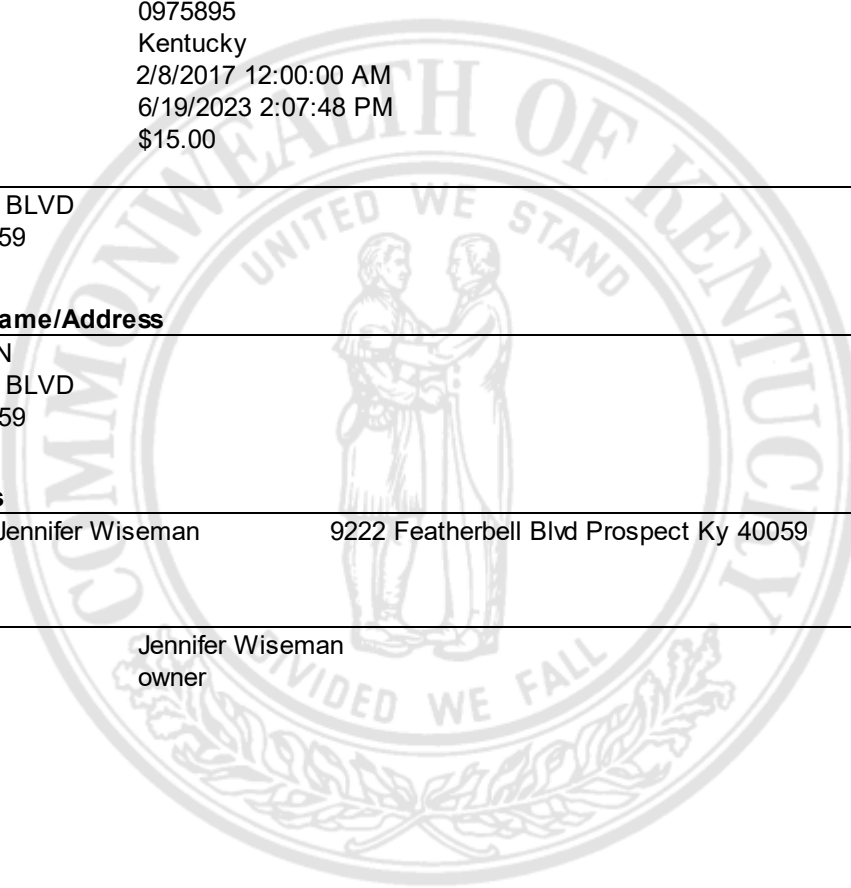 0975895
Kentucky
2/8/2017 12:00:00 AM
6/19/2023 2:07:48 PM
$15.00
BLVD
59
ame/Address
N
BLVD
59
s
Jennifer Wiseman 9222 Featherbell Blvd Prospect Ky 40059
Jennifer Wiseman
owner
COMMONWEALTH OF KENTUCKY
UNITED WE STAND
DIVIDED WE FALL